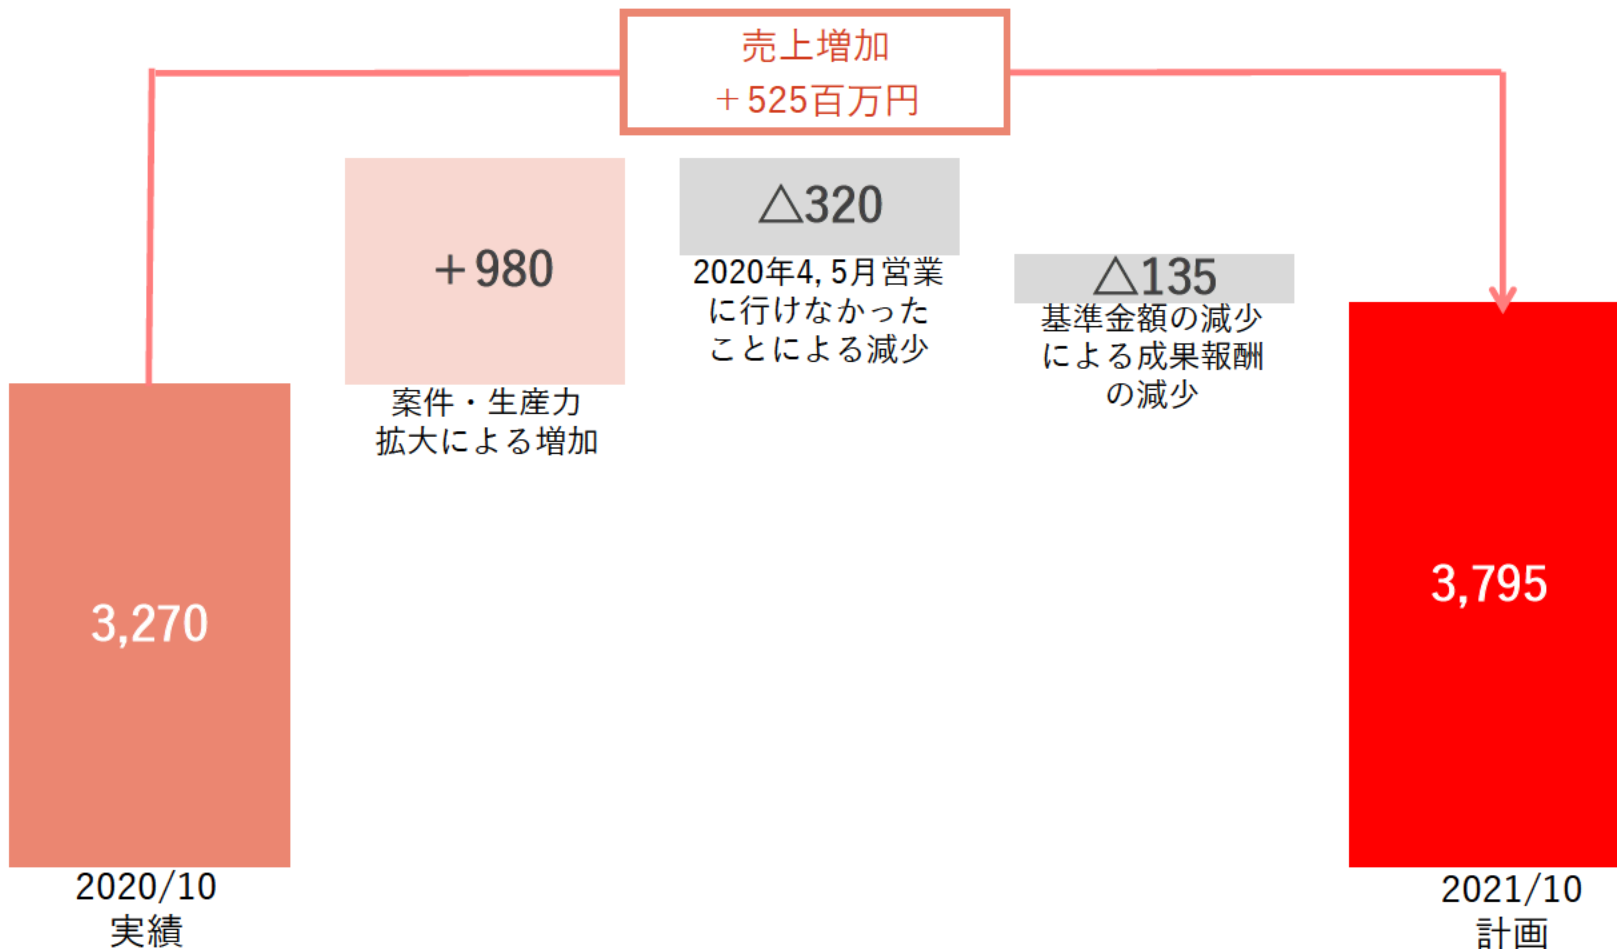 売上増加
＋525百万円
＋980
案件・生産力
拡大による増加
△320
2020年4, 5月営業
に行けなかった
ことによる減少
△135
基準金額の減少
による成果報酬
の減少
3,270
2020/10
実績
3,795
2021/10
計画